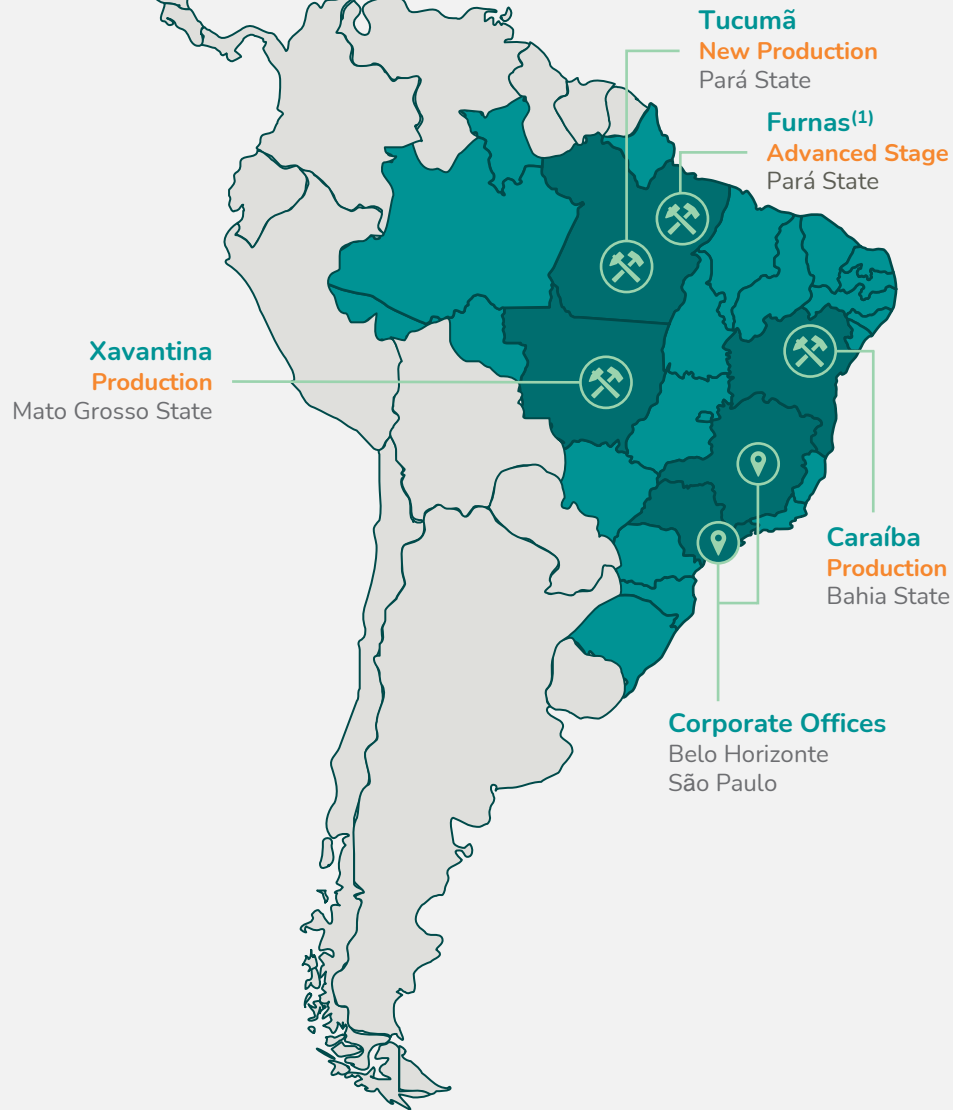 Tucumã
New Production
Pará State
Furnas(1)
Advanced Stage
Pará State
Xavantina
Production
Mato Grosso State
Caraíba
Production
Bahia State
Corporate Offices
Belo Horizonte
São Paulo